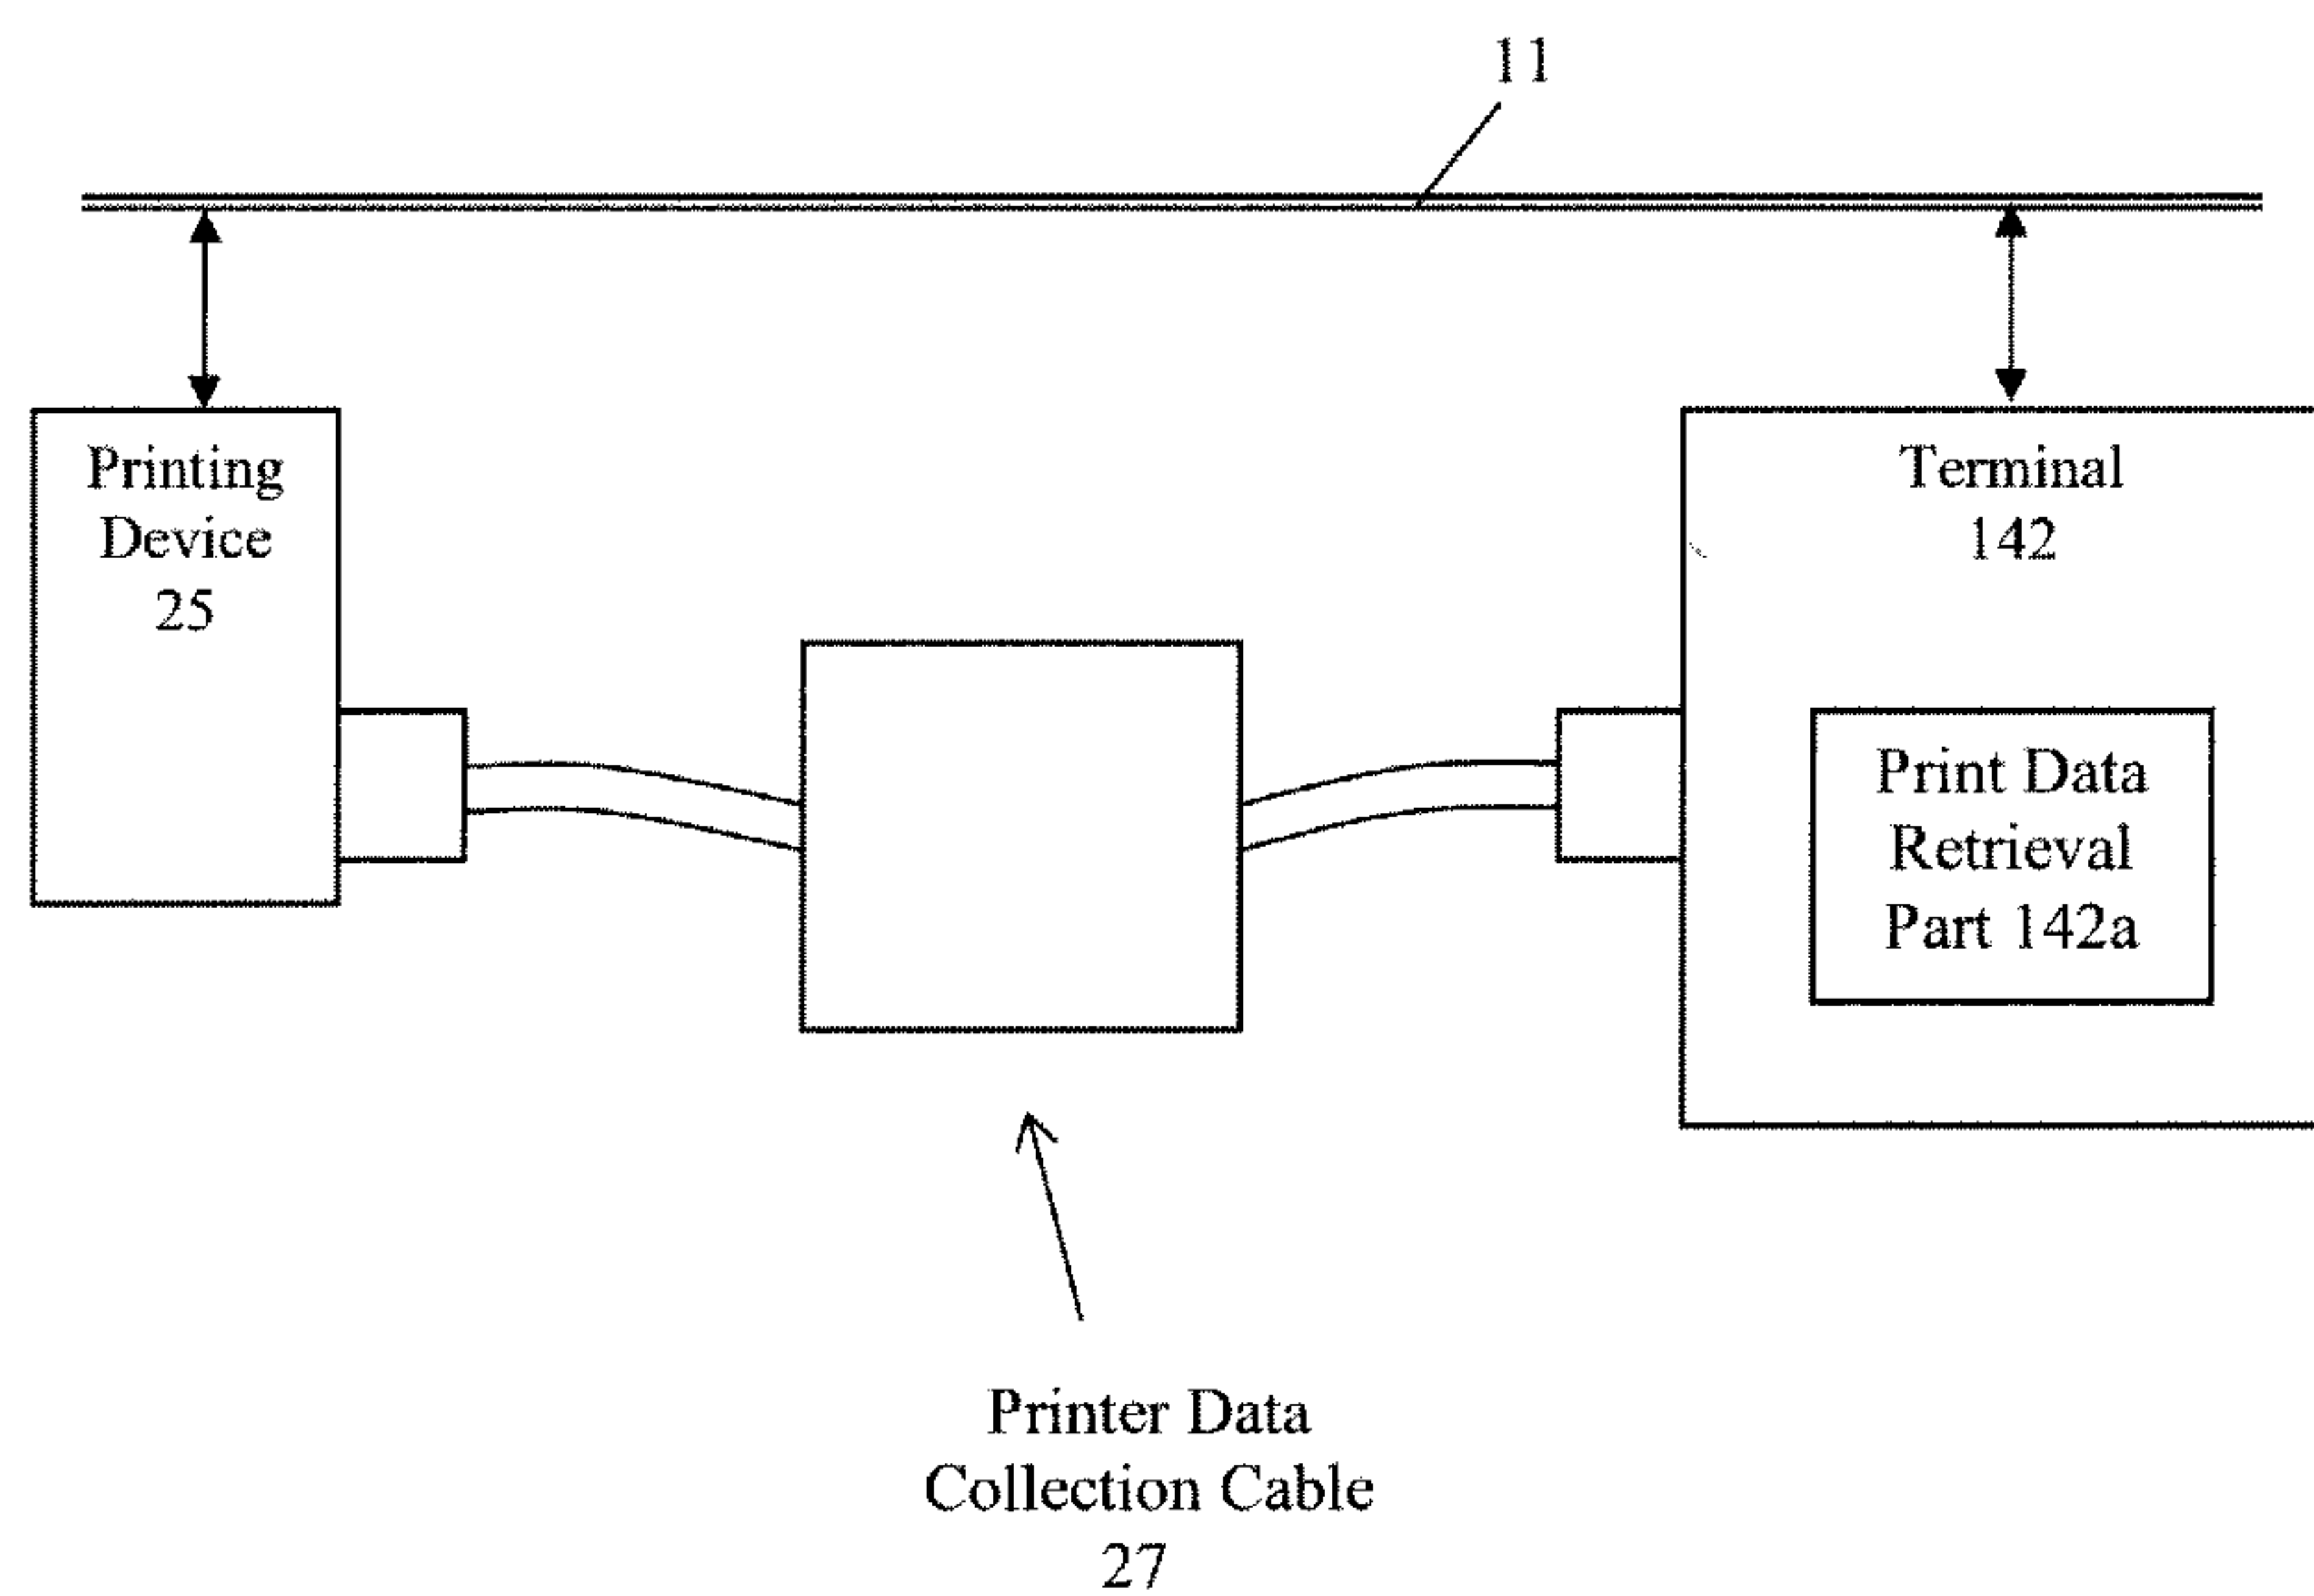 11
Printing
Device
25
Terminal
142
Print Data
Retrieval
Part 142a
Printer Data
Collection Cable
27